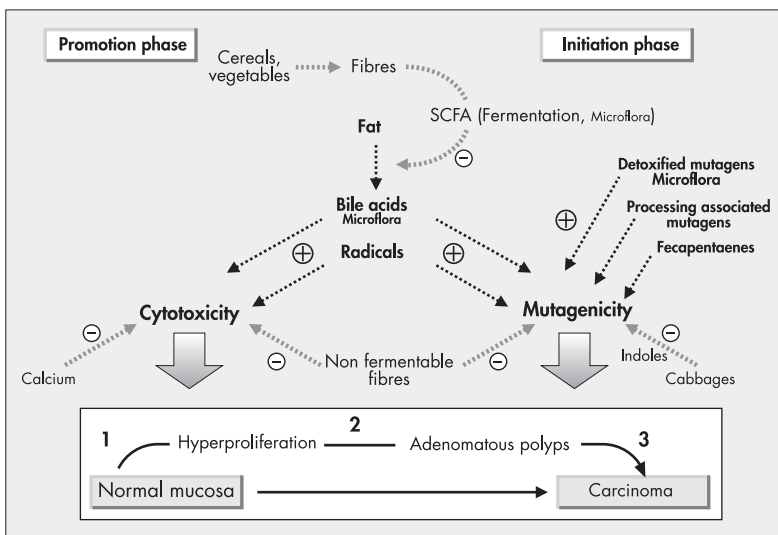 Promotion phase
Initiation phase
Cereals,
vegetables
Fibres
SCFA (Fermentation, Microflora)
Fat
−
Detoxified mutagens
Microflora
Bile acids
Microflora
+
Processing associated
mutagens
+
Radicals
+
Fecapentaenes
Cytotoxicity
Mutagenicity
−
−
Non fermentable
fibres
−
−
Calcium
Indoles
Cabbages
1
Hyperproliferation
2
Adenomatous polyps
3
Normal mucosa
Carcinoma